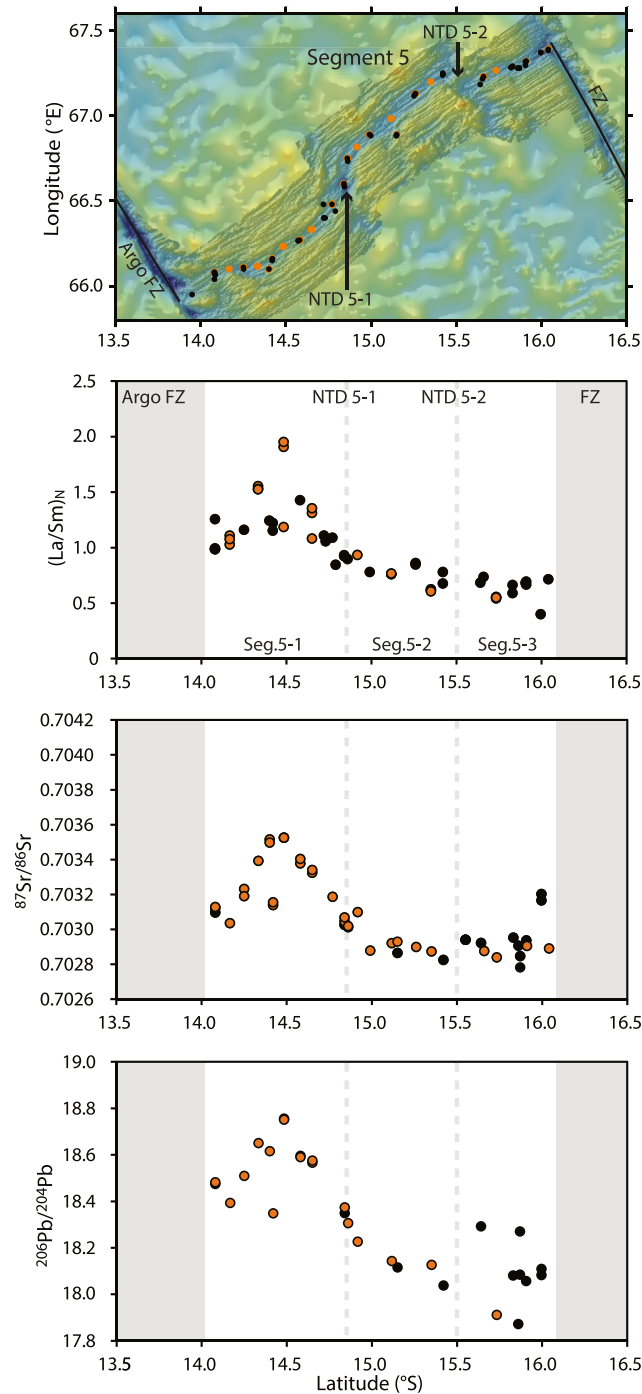 67.5
67.0
66.5
66.0
Longitude (°E)
NTD 5-2
Segment 5
FZ
Argo FZ
NTD 5-1
13.5 14.0 14.5 15.0 15.5 16.0 16.5
2.5
2.0
1.5
1.0
0.5
0
(La/Sm)N
Argo FZ NTD 5-1 NTD 5-2 FZ
Seg.5-1 Seg.5-2 Seg.5-3
13.5 14.0 14.5 15.0 15.5 16.0 16.5
0.7042
0.7040
0.7036
0.7034
0.7030
0.7028
0.7026
87Sr/86Sr
13.5 14.0 14.5 15.0 15.5 16.0 16.5
19.0
18.8
18.6
18.4
18.2
18.0
17.8
206Pb/204Pb
13.5 14.0 14.5 15.0 15.5 16.0 16.5
Latitude (°S)